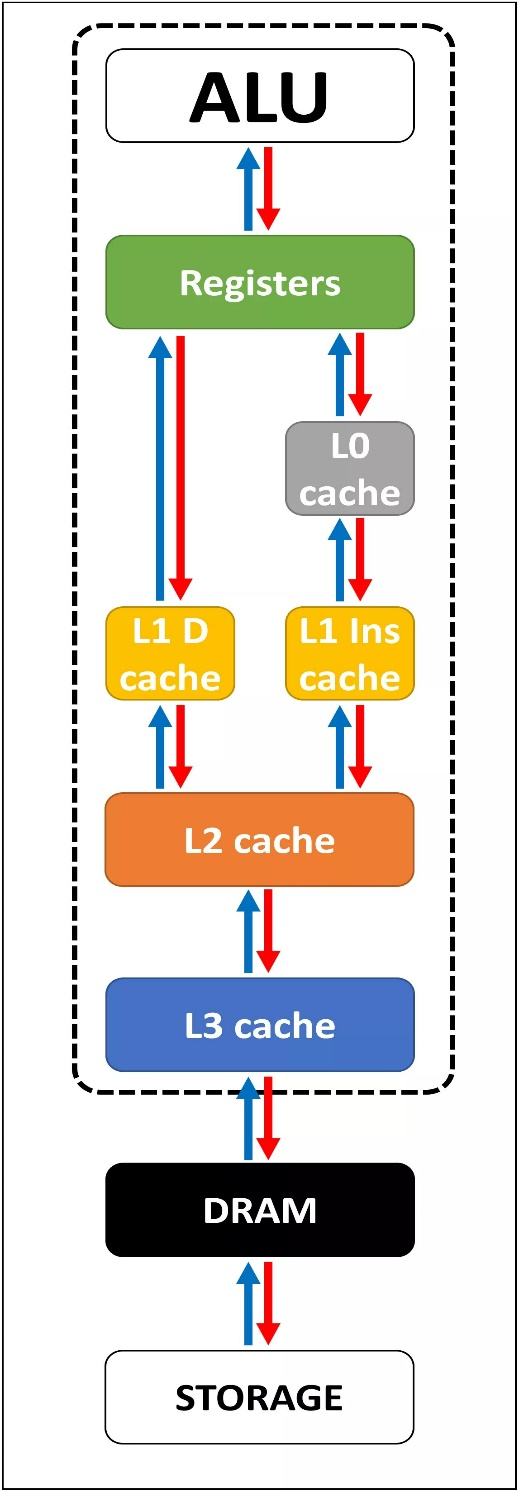 ALU
Registers
L0
cache
L1 D
cache
L1 Ins
cache
L2 cache
L3 cache
DRAM
STORAGE